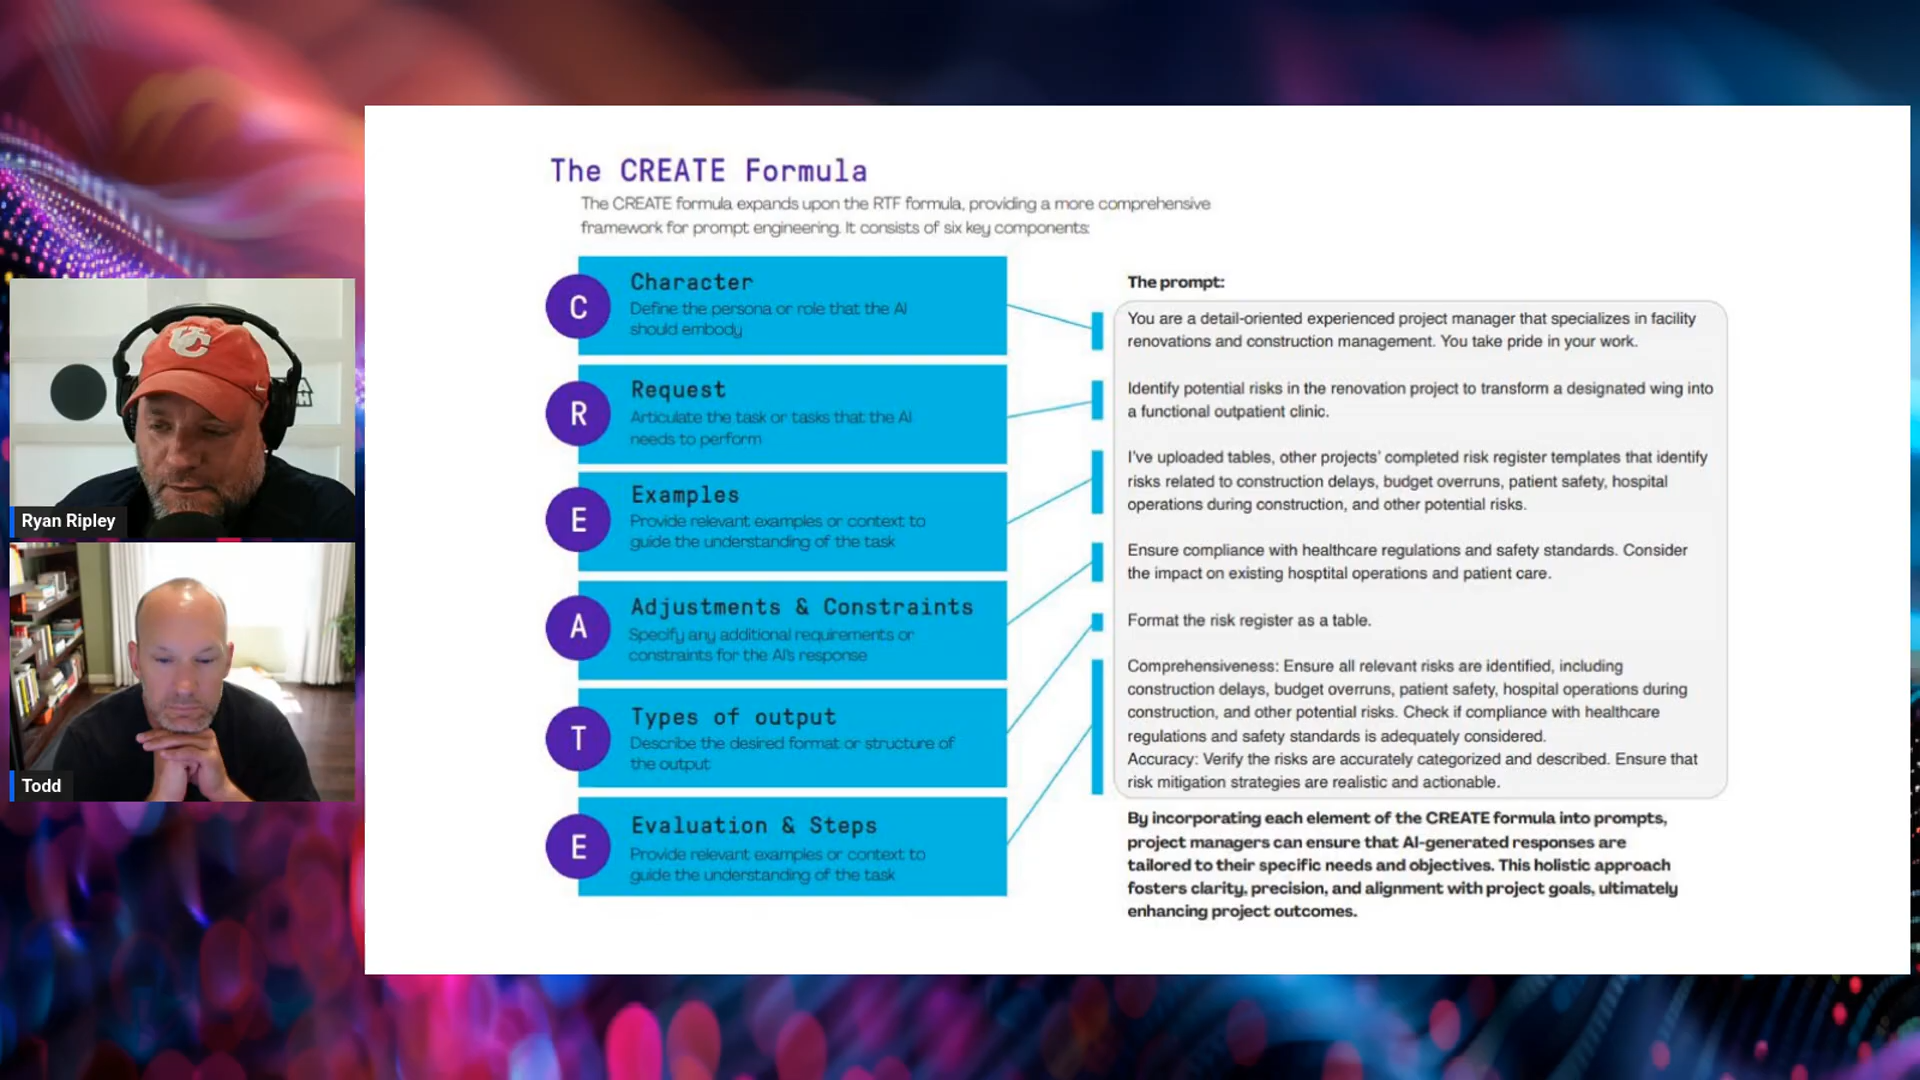 The CREATE Formula
The CREATE formula expands upon the RTF formula, providing a more comprehensive
framework for prompt engineering. It consists of six key components:
C
Character
Define the persona or role that the AI
should embody
R
Request
Articulate the task or tasks that the AI
needs to perform
E
Examples
Provide relevant examples or context to
guide the understanding of the task
A
Adjustments & Constraints
Specify any additional requirements or
constraints for the AI's response
T
Types of output
Describe the desired format or structure of
the output
E
Evaluation & Steps
Provide relevant examples or context to
guide the understanding of the task
The prompt:
You are a detail-oriented experienced project manager that specializes in facility
renovations and construction management. You take pride in your work.
Identify potential risks in the renovation project to transform a designated wing into
a functional outpatient clinic.
I've uploaded tables, other projects' completed risk register templates that identify
risks related to construction delays, budget overruns, patient safety, hospital
operations during construction, and other potential risks.
Ensure compliance with healthcare regulations and safety standards. Consider
the impact on existing hosptital operations and patient care.
Format the risk register as a table.
Comprehensiveness: Ensure all relevant risks are identified, including
construction delays, budget overruns, patient safety, hospital operations during
construction, and other potential risks. Check if compliance with healthcare
regulations and safety standards is adequately considered.
Accuracy: Verify the risks are accurately categorized and described. Ensure that
risk mitigation strategies are realistic and actionable.
By incorporating each element of the CREATE formula into prompts,
project managers can ensure that AI-generated responses are
tailored to their specific needs and objectives. This holistic approach
fosters clarity, precision, and alignment with project goals, ultimately
enhancing project outcomes.
UC
Ryan Ripley
Todd